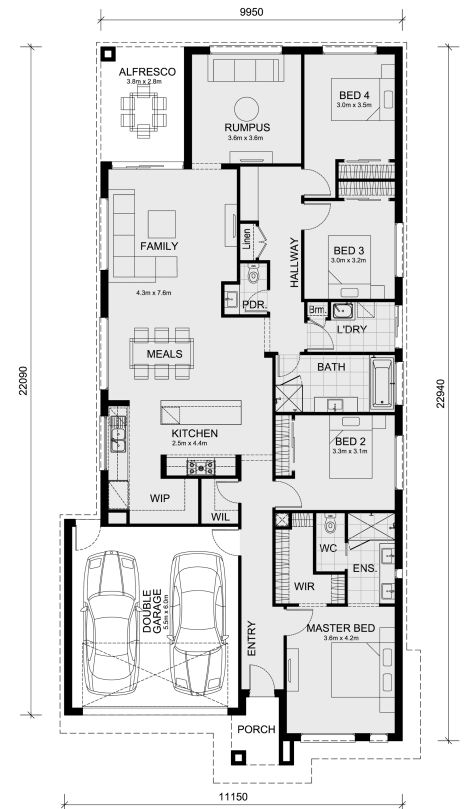 9950
ALFRESCO
3.8m x 2.8m
RUMPUS
3.6m x 3.6m
BED 4
3.0m x 3.5m
FAMILY
4.3m x 7.6m
Linen
HALLWAY
BED 3
3.0m x 3.2m
PDR.
Brm.
L'DRY
MEALS
BATH
22090
22940
KITCHEN
2.5m x 4.4m
BED 2
3.3m x 3.1m
WIP
WIL
WC
ENS.
WIR
DOUBLE
GARAGE
5.5m x 6.0m
ENTRY
MASTER BED
3.6m x 4.2m
PORCH
11150